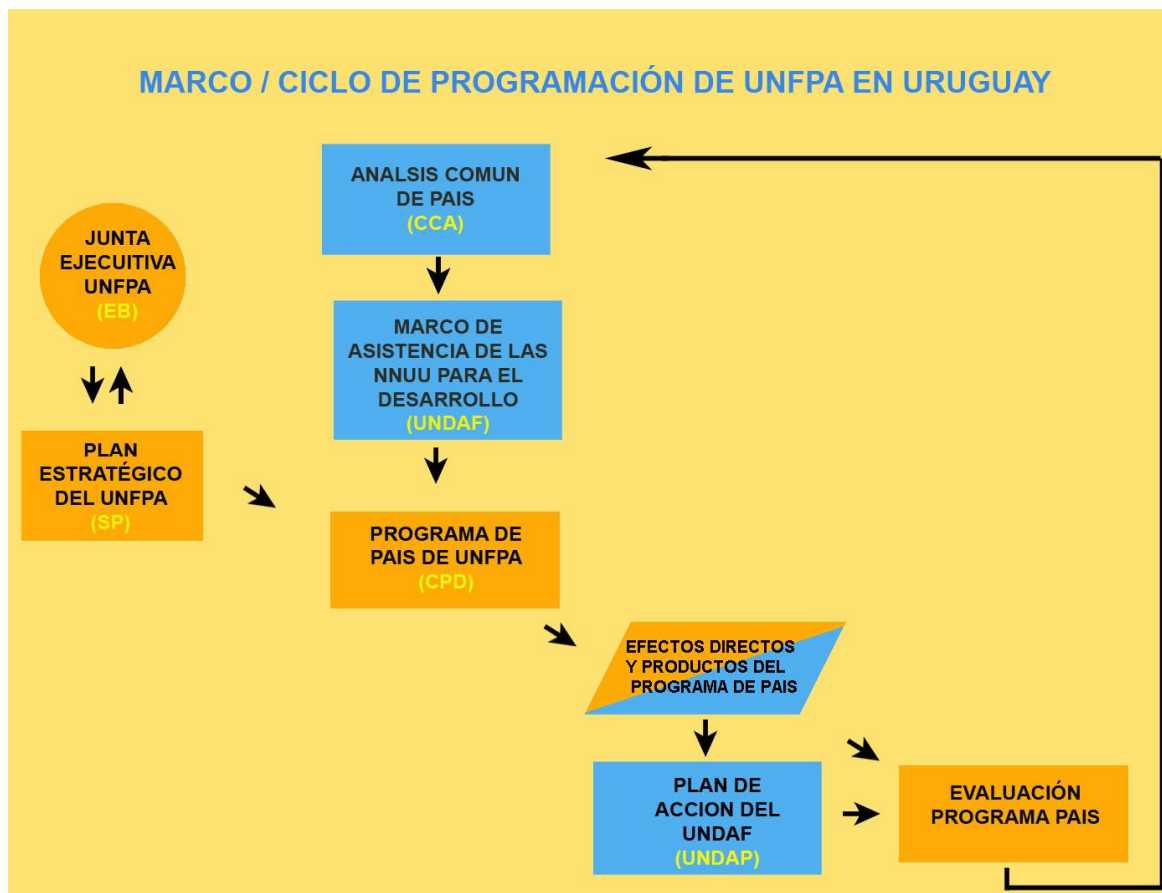 MARCO / CICLO DE PROGRAMACIÓN DE UNFPA EN URUGUAY
ANALSIS COMUN
DE PAIS
(CCA)
JUNTA
EJECUITIVA
UNFPA
(EB)
MARCO DE
ASISTENCIA DE LAS
NNUU PARA EL
DESARROLLO
(UNDAF)
PLAN
ESTRATÉGICO
DEL UNFPA
(SP)
PROGRAMA DE
PAIS DE UNFPA
(CPD)
EFECTOS DIRECTOS
Y PRODUCTOS DEL
PROGRAMA DE PAIS
PLAN DE
ACCION DEL
UNDAF
(UNDAP)
EVALUACIÓN
PROGRAMA PAIS